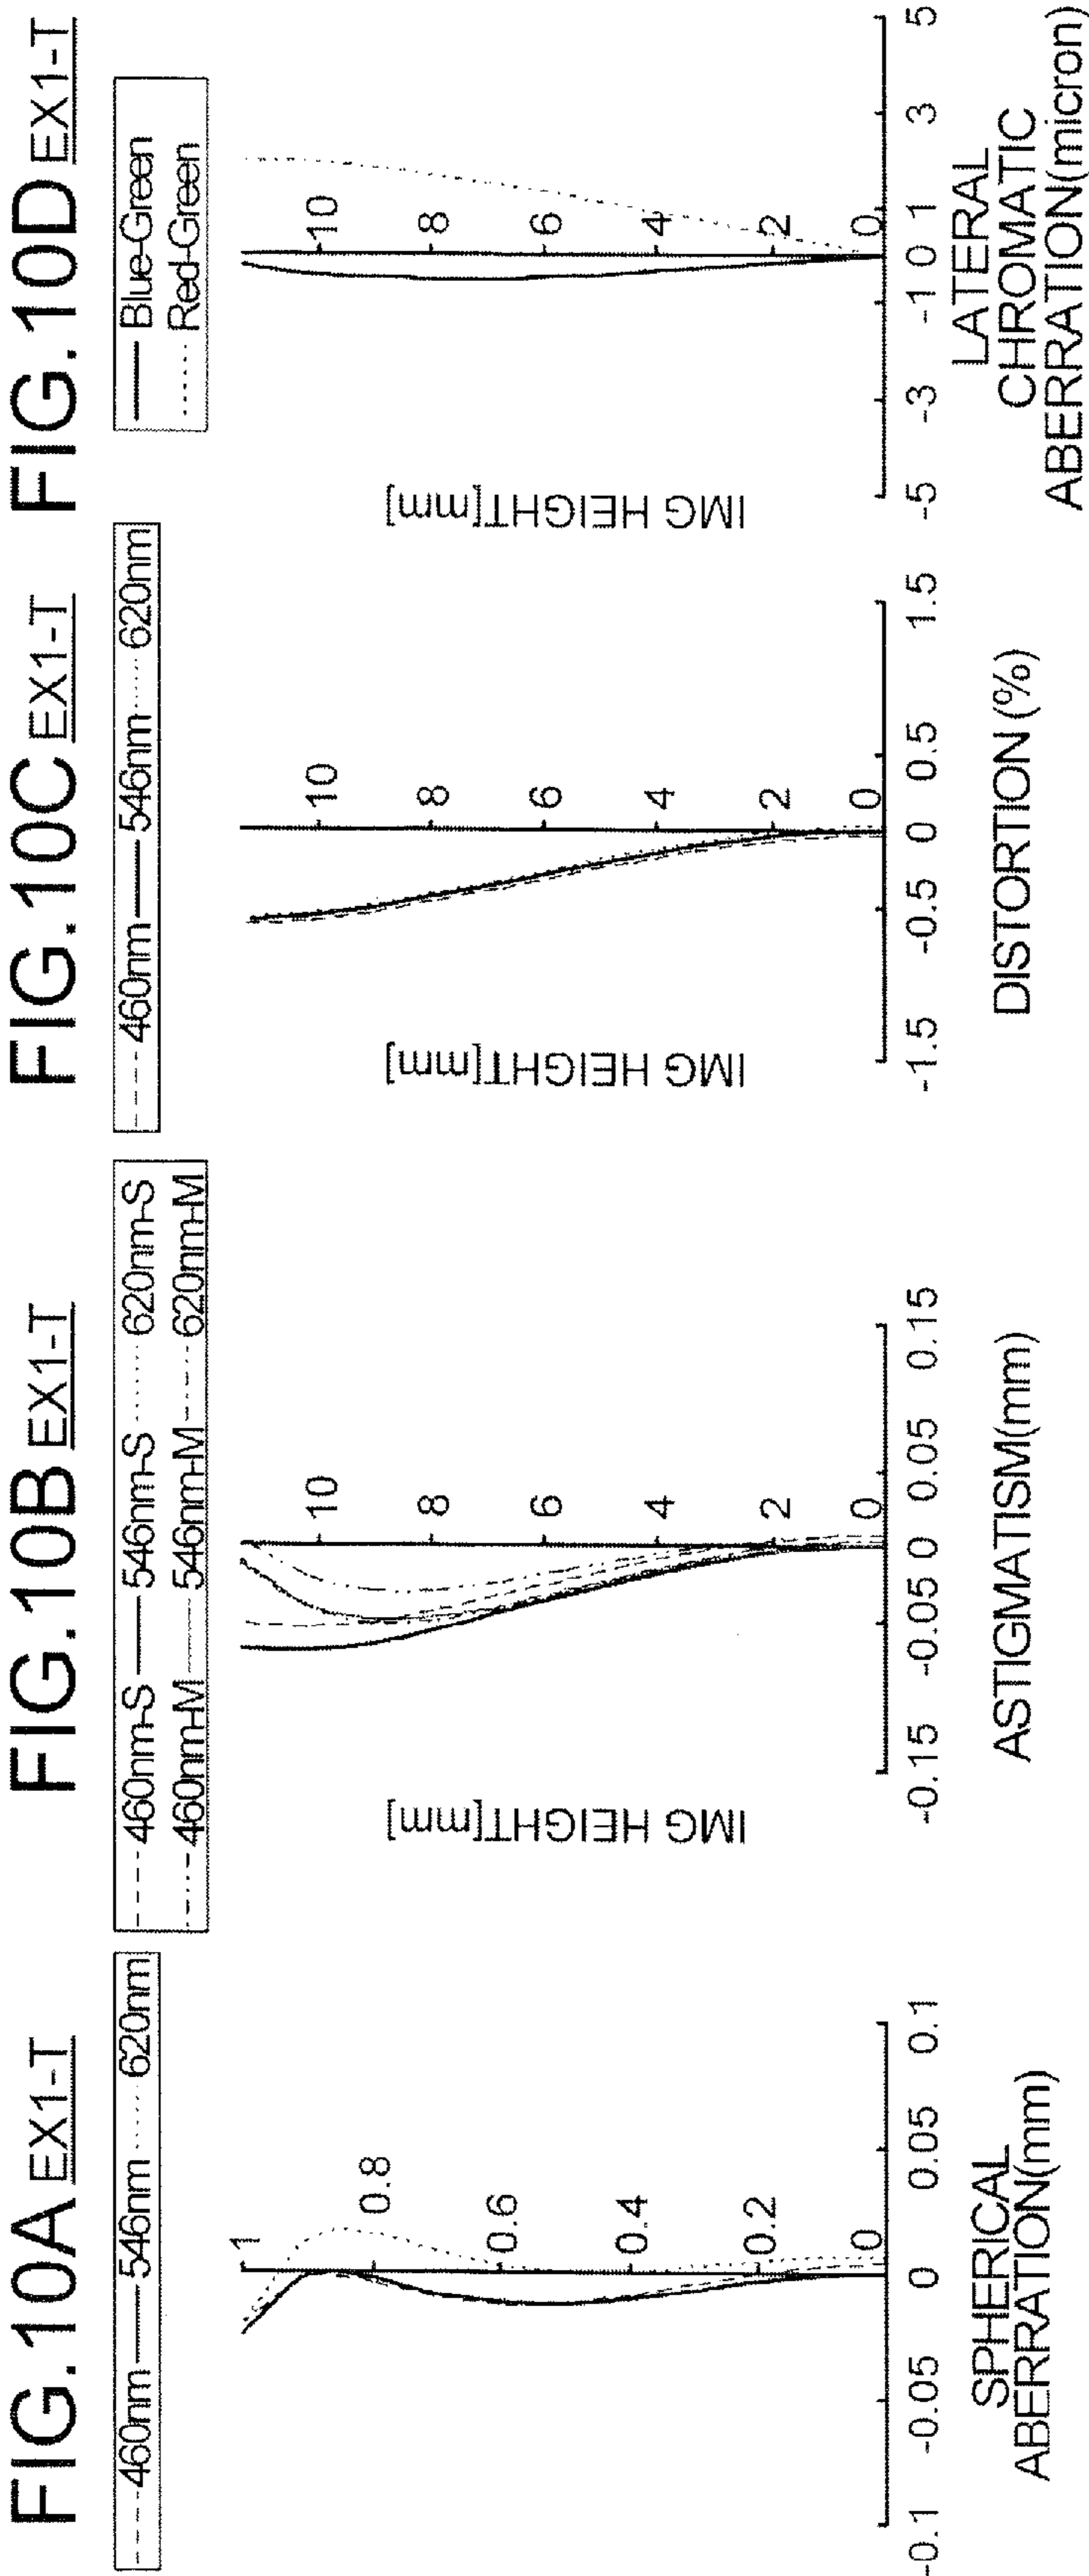 FIG.10A EX1-T
460nm 546nm 620nm
1
0.8
0.6
0.4
0.2
0
-0.1 -0.05 0 0.05 0.1
SPHERICAL
ABERRATION(mm)
FIG.10B EX1-T
460nm-S 546nm-S 620nm-S
460nm-M 546nm-M 620nm-M
IMG HEIGHT[mm]
10
8
6
4
2
0
-0.15 -0.05 0 0.05 0.15
ASTIGMATISM(mm)
FIG.10C EX1-T
460nm 546nm 620nm
IMG HEIGHT[mm]
10
8
6
4
2
0
-1.5 -0.5 0 0.5 1.5
DISTORTION (%)
FIG.10D EX1-T
Blue-Green
Red-Green
IMG HEIGHT[mm]
10
8
6
4
2
0
-5 -3 -1 0 1 3 5
LATERAL
CHROMATIC
ABERRATION(micron)